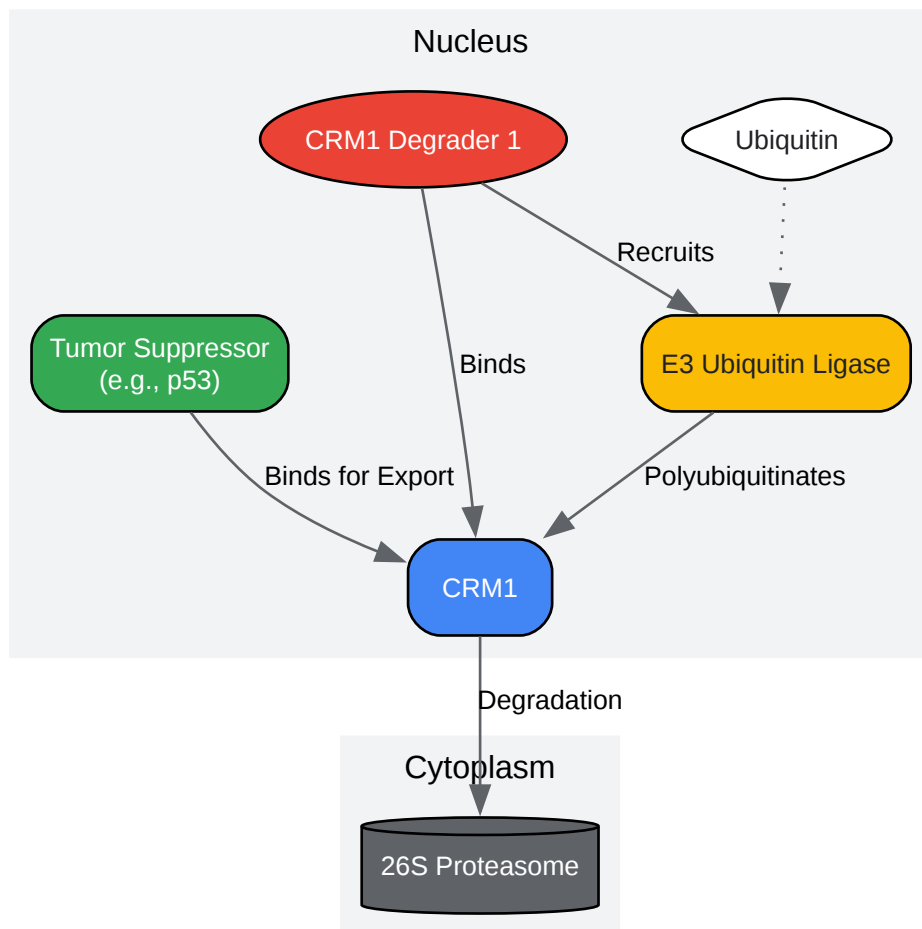 Nucleus
CRM1 Degrader 1
Ubiquitin
Recruits
Tumor Suppressor
(e.g., p53)
Binds
E3 Ubiquitin Ligase
Binds for Export
Polyubiquitinates
CRM1
Degradation
Cytoplasm
26S Proteasome